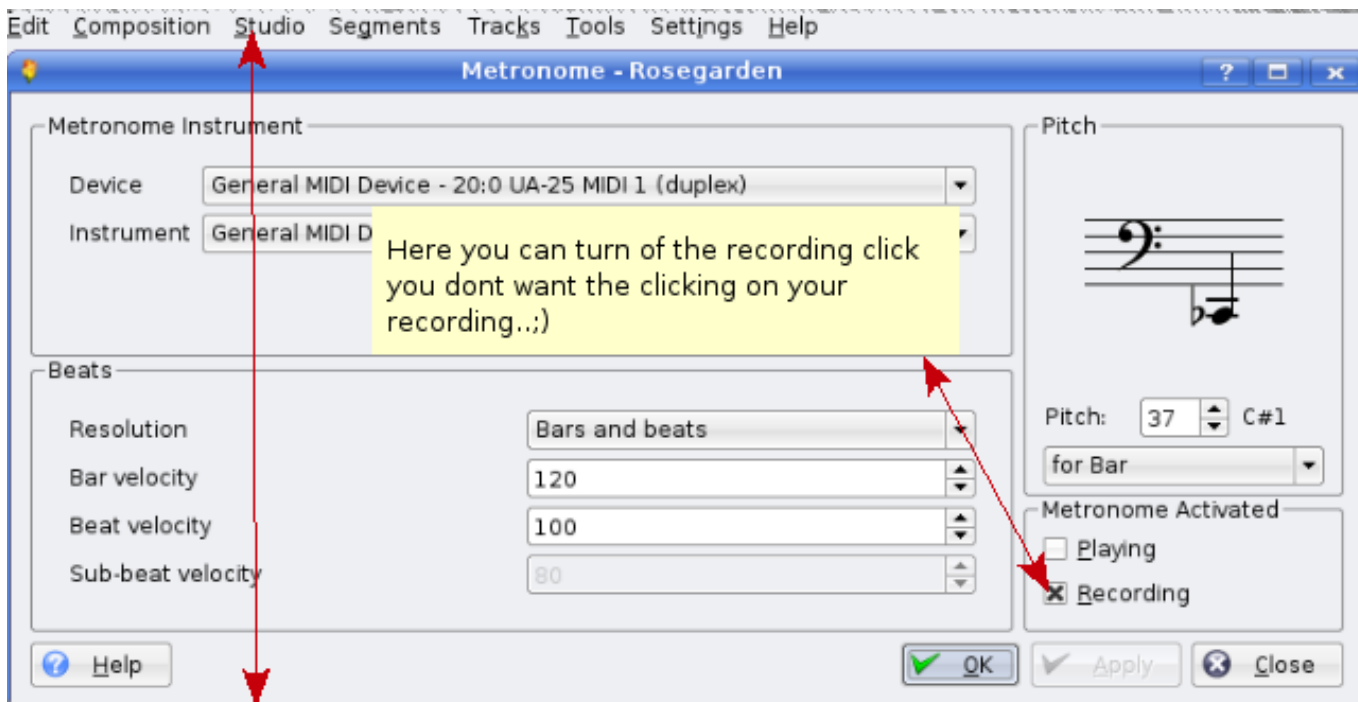 Edit Composition Studio Segments Tracks Tools Settings Help
Metronome - Rosegarden
Metronome Instrument
Device General MIDI Device - 20:0 UA-25 MIDI 1 (duplex)
Instrument General MIDI D
Here you can turn of the recording click
you dont want the clicking on your
recording..;)
Beats
Resolution Bars and beats
Bar velocity 120
Beat velocity 100
Sub-beat velocity 80
Pitch
Pitch: 37 C#1
for Bar
Metronome Activated
Playing
Recording
Help OK Apply Close